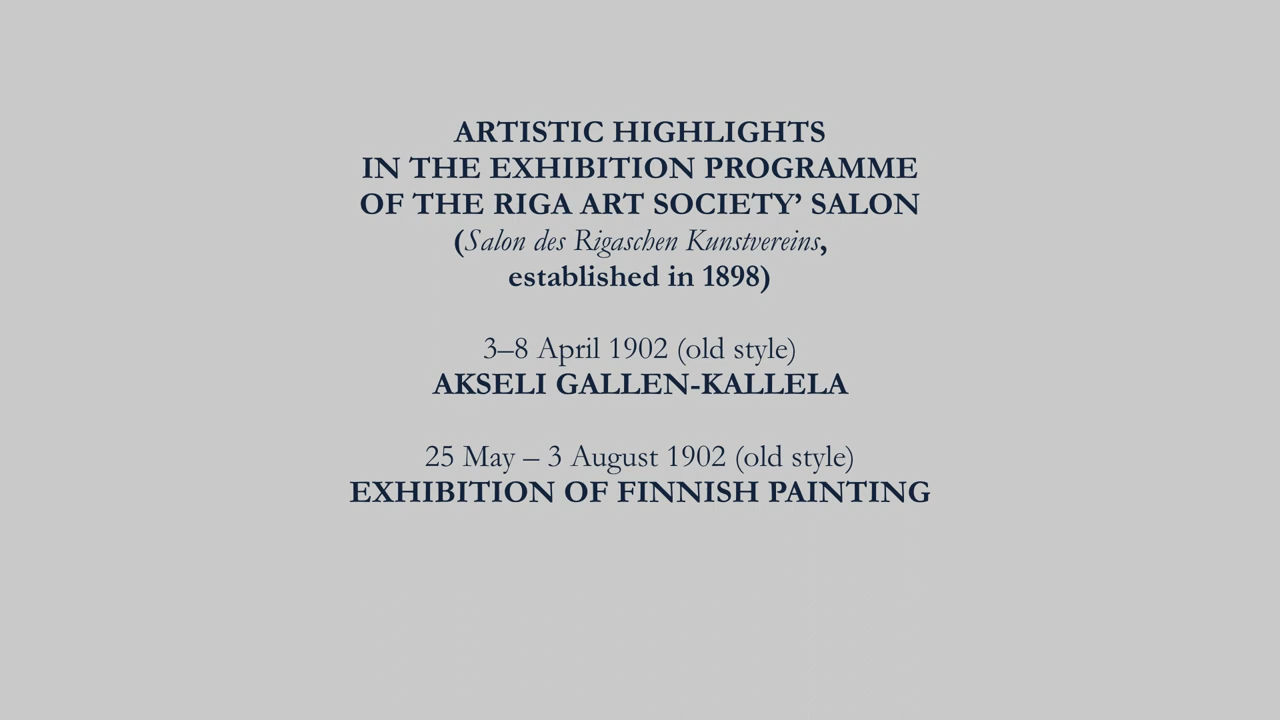 ARTISTIC HIGHLIGHTS
IN THE EXHIBITION PROGRAMME
OF THE RIGA ART SOCIETY’ SALON
(Salon des Rigaschen Kunstvereins,
established in 1898)
3–8 April 1902 (old style)
AKSELI GALLEN-KALLELA
25 May – 3 August 1902 (old style)
EXHIBITION OF FINNISH PAINTING